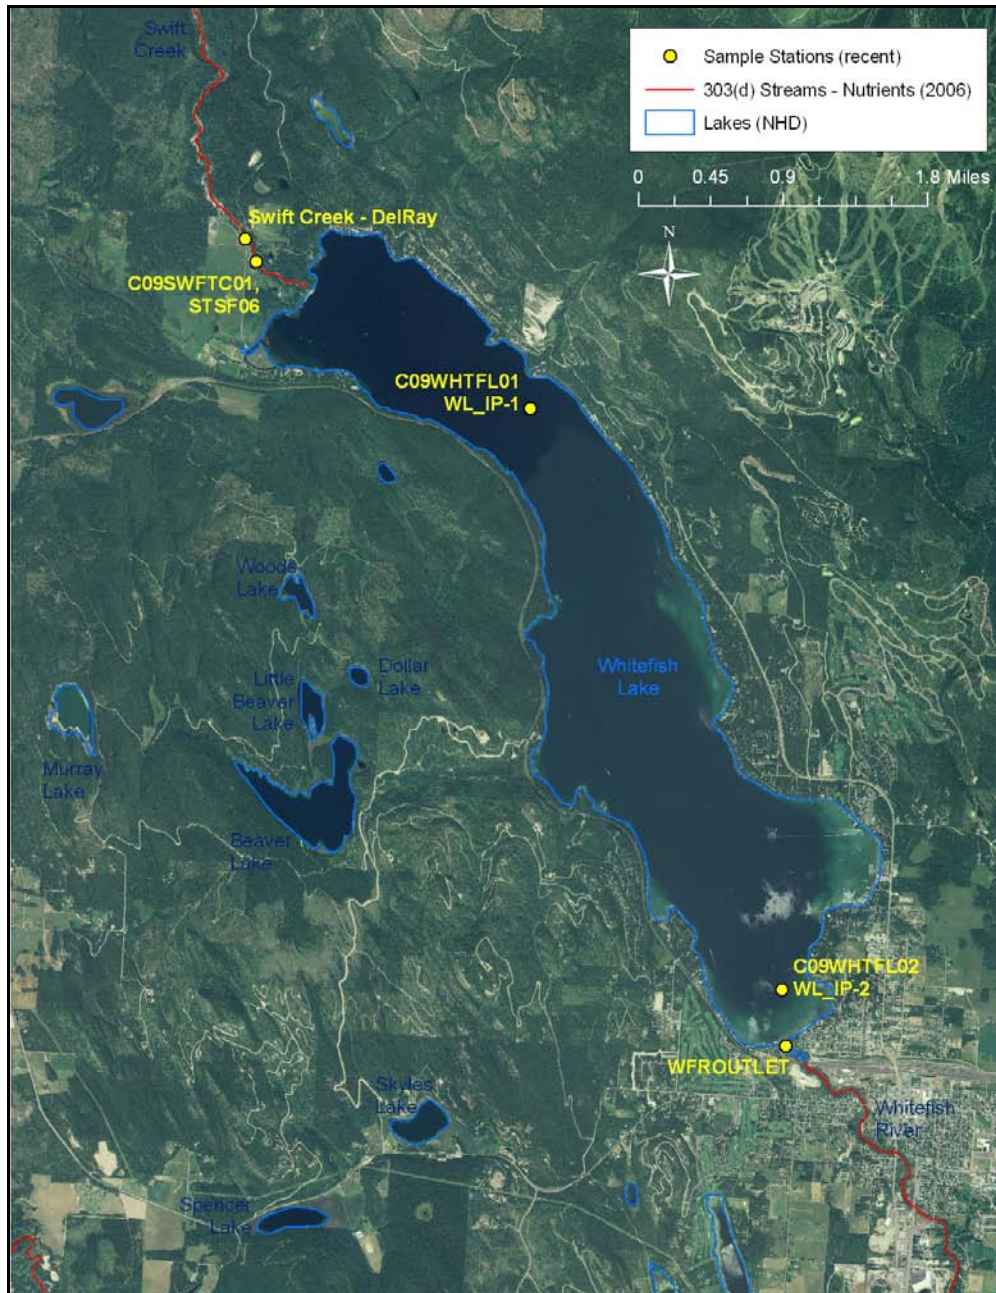 Swift
Creek
Sample Stations (recent)
303(d) Streams - Nutrients (2006)
Lakes (NHD)
0 0.45 0.9 1.8 Miles
N
Swift Creek - DelRay
C09SWFTC01,
STSF06
C09WHTFL01
WL_IP-1
Woods
Lake
Dollar
Lake
Little
Beaver
Lake
Whitefish
Lake
Murray
Lake
Beaver
Lake
C09WHTFL02
WL_IP-2
WFROUTLET
Skyles
Lake
Whitefish
River
Spencer
Lake